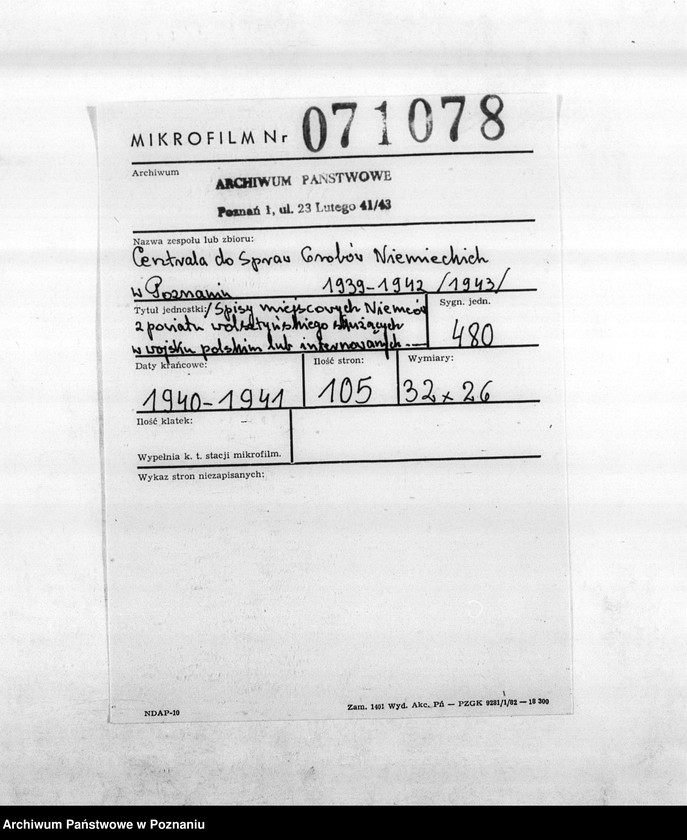 MIKROFILM Nr 071078
Archiwum
ARCHIWUM PAŃSTWOWE
Poznań 1, ul. 23 Lutego 41/43
Nazwa zespołu lub zbioru:
Centrala do Spraw Grobów Niemieckich
w Poznaniu 1939-1942 /1943/
Tytuł jednostki: /Spisy miejscowych Niemców
z powiatu wolsztyńskiego służących
w wojsku polskim lub internowanych
Sygn. jedn.
480
Daty krańcowe:
1940-1941
Ilość stron:
105
Wymiary:
32 x 26
Ilość klatek:
Wypełnia k. t. stacji mikrofilm.
Wykaz stron niezapisanych:
NDAP-10
Zam. 1401 Wyd. Akc. Pń — PZGK 9281/1/82 — 18 300
Archiwum Państwowe w Poznaniu